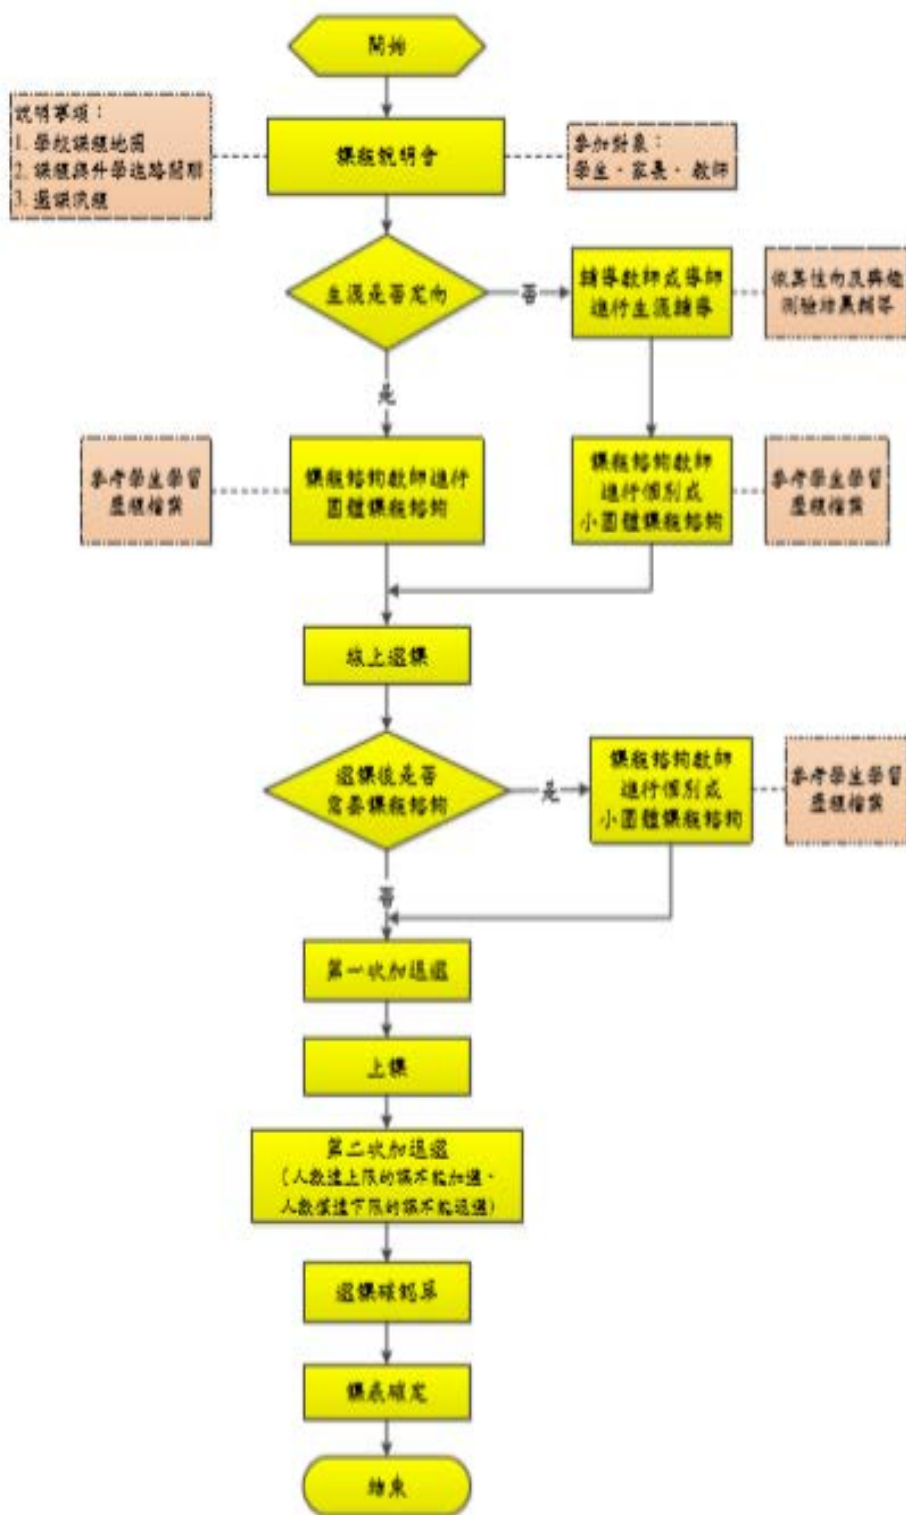 開始
說明事項：
1. 學校課程地圖
2. 課程與升學進路關聯
3. 選課流程
課程說明會
參加對象：
學生、家長、教師
生涯是否定向
否
輔導教師或導師
進行生涯輔導
依其性向及興趣
測驗結果輔導
是
參考學生學習
歷程檔案
課程諮詢教師進行
團體課程諮詢
課程諮詢教師
進行個別或
小團體課程諮詢
參考學生學習
歷程檔案
線上選課
選課後是否
需要課程諮詢
是
課程諮詢教師
進行個別或
小團體課程諮詢
參考學生學習
歷程檔案
否
第一次加退選
上課
第二次加退選
(人數達上限的課不能加選、
人數僅達下限的課不能退選)
選課確認單
課表確定
結束